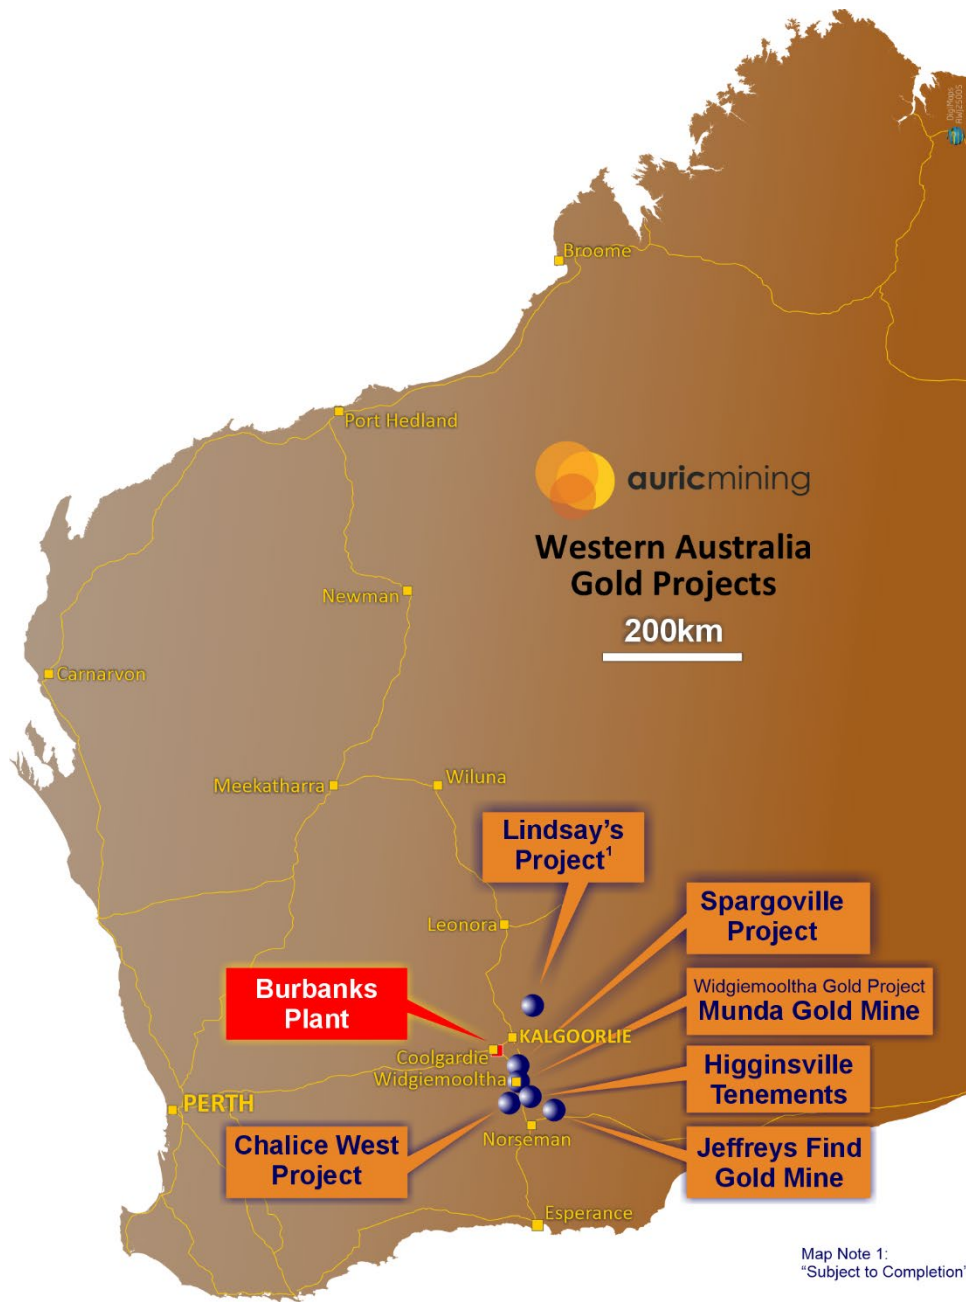 DigiMaps
RWJZ5005
Broome
Port Hedland
auricmining
Western Australia
Gold Projects
200km
Newman
Carnarvon
Meekatharra
Wiluna
Lindsay's
Project¹
Leonora
Spargoville
Project
Burbanks
Plant
Widgiemooltha Gold Project
Munda Gold Mine
KALGOORLIE
Coolgardie
Widgiemooltha
Higginsville
Tenements
PERTH
Norseman
Chalice West
Project
Jeffreys Find
Gold Mine
Esperance
Map Note 1:
“Subject to Completion”